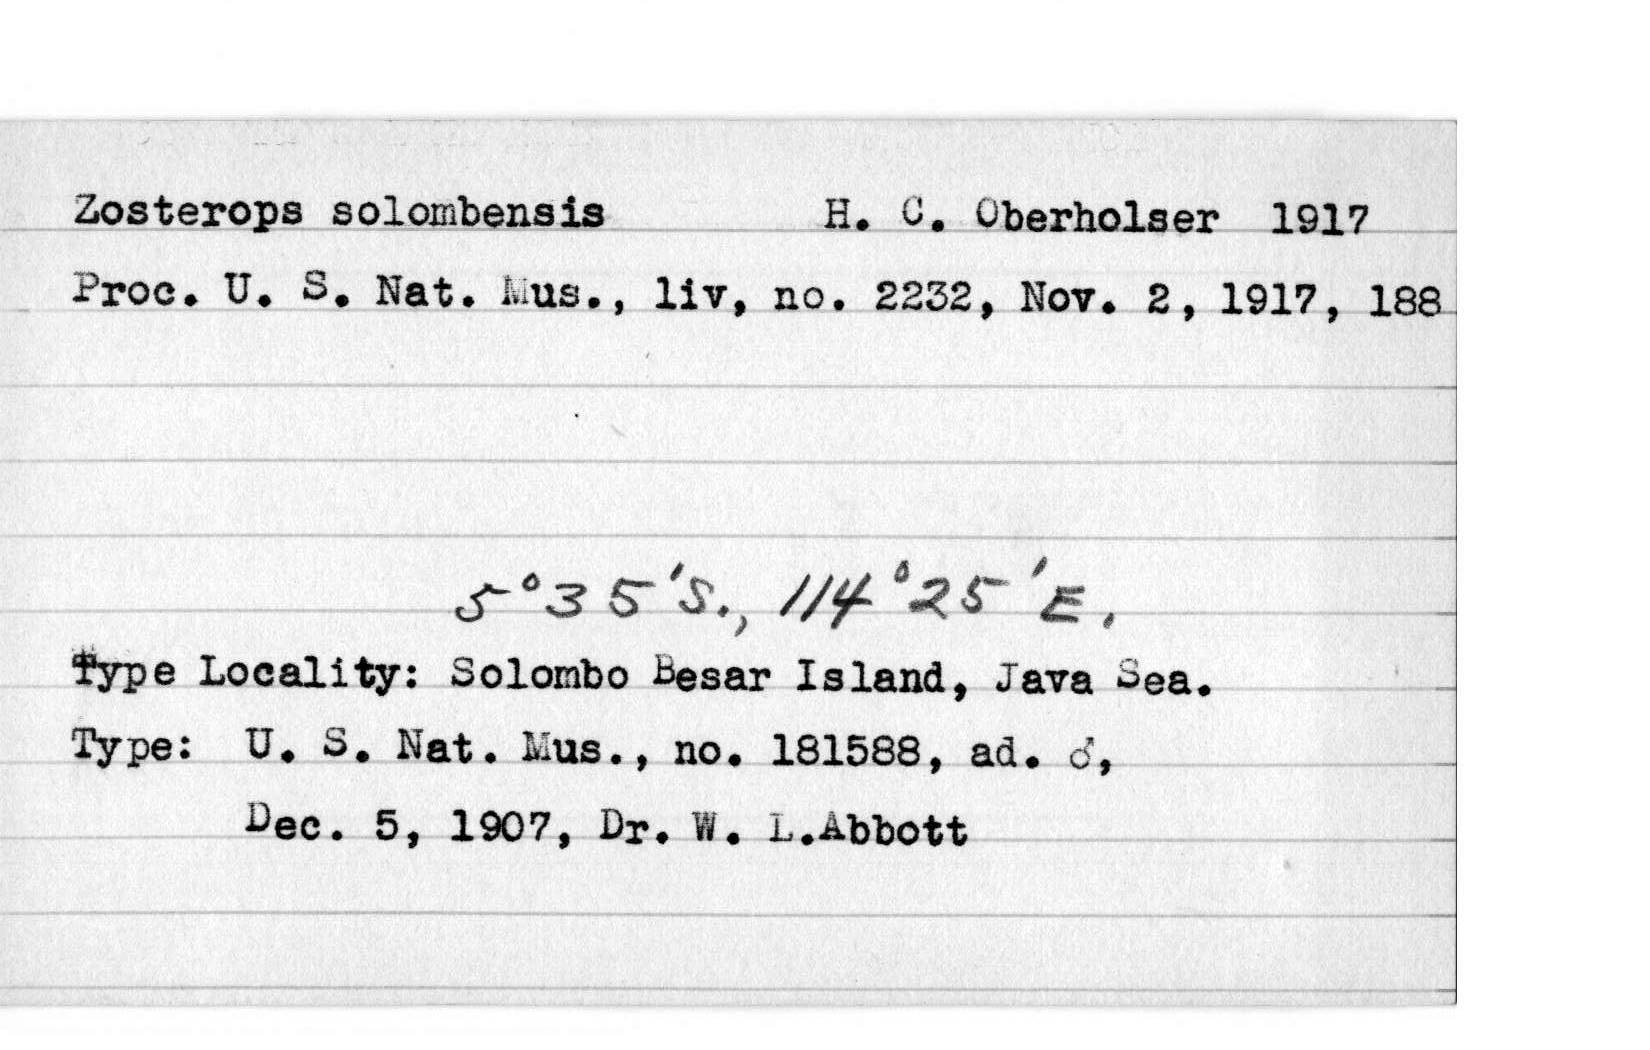 Zosterops solombensis H. C. Oberholser 1917
Proc. U. S. Nat. Mus., liv, no. 2232, Nov. 2, 1917, 188
5°35'S., 114°25'E.
Type Locality: Solombo Besar Island, Java Sea.
Type: U. S. Nat. Mus., no. 181588, ad. ♂,
Dec. 5, 1907, Dr. W. L.Abbott